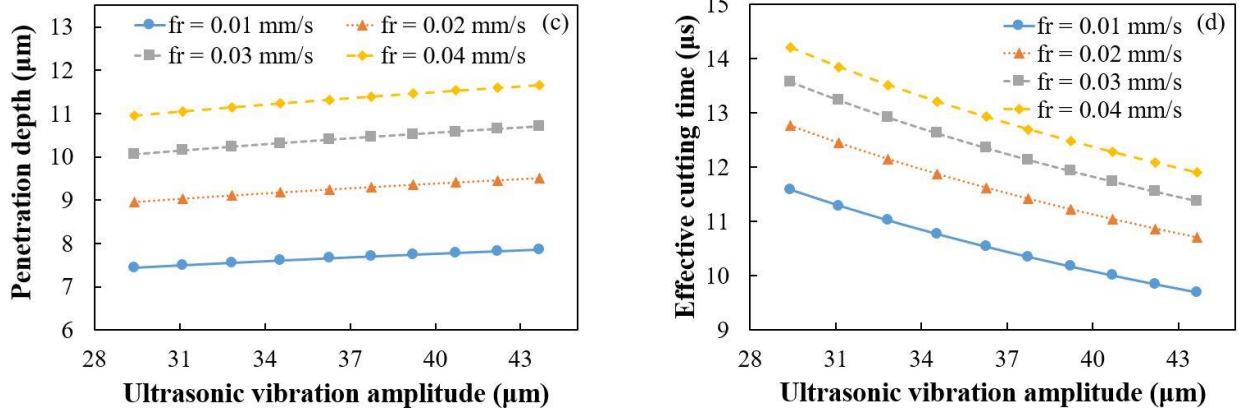 Penetration depth (µm)
13
12
11
10
9
8
7
6
fr = 0.01 mm/s
fr = 0.02 mm/s
(c)
fr = 0.03 mm/s
fr = 0.04 mm/s
28
31
34
37
40
43
Ultrasonic vibration amplitude (µm)
Effective cutting time (µs)
15
14
13
12
11
10
9
fr = 0.01 mm/s
(d)
fr = 0.02 mm/s
fr = 0.03 mm/s
fr = 0.04 mm/s
28
31
34
37
40
43
Ultrasonic vibration amplitude (µm)